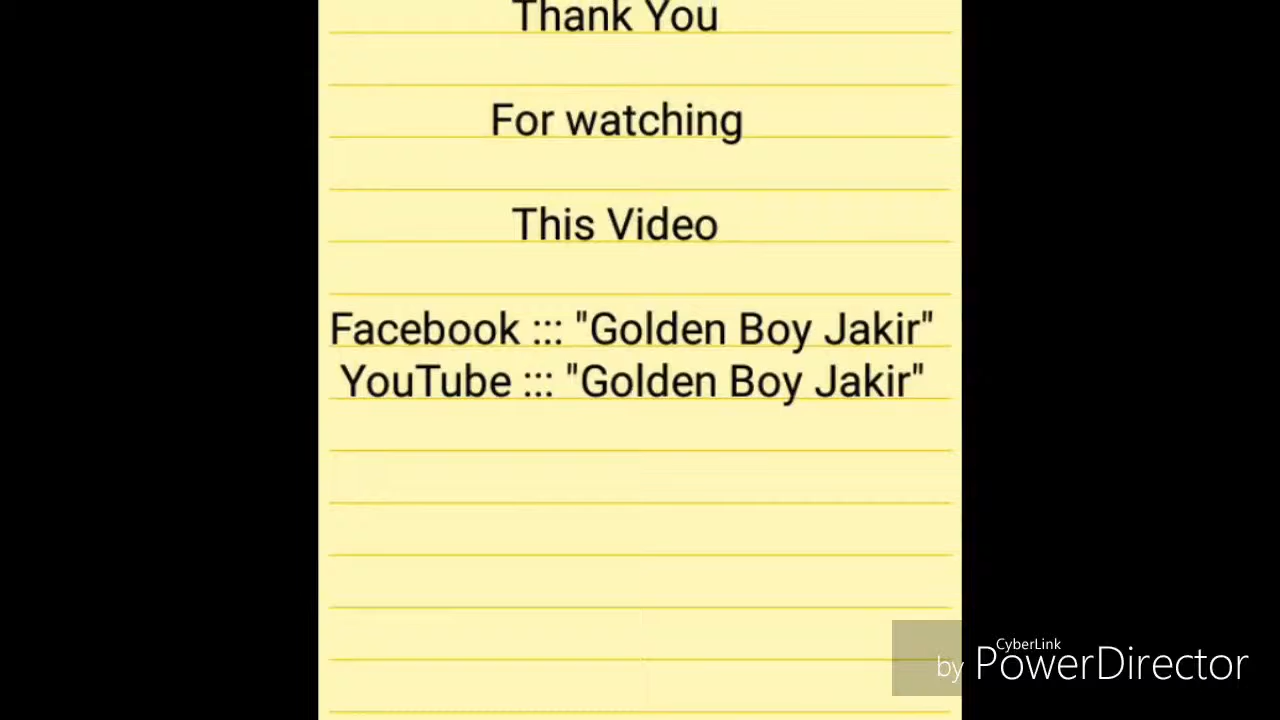 Thank You
For watching
This Video
Facebook ::: "Golden Boy Jakir"
YouTube ::: "Golden Boy Jakir"
CyberLink
by PowerDirector